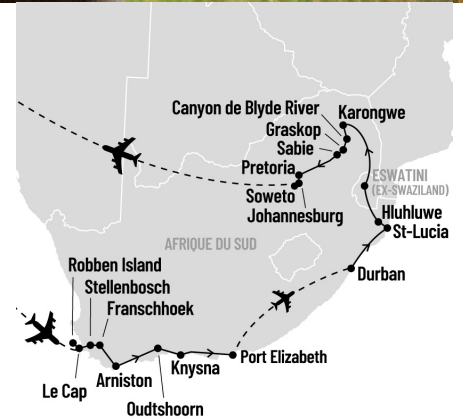 Canyon de Blyde River
Karongwe
Graskop
Sabie
Pretoria
Soweto
Johannesburg
ESWATINI
(EX-SWAZILAND)
Hluhluwe
St-Lucia
AFRIQUE DU SUD
Durban
Robben Island
Stellenbosch
Franschhoek
Le Cap
Arniston
Oudtshoorn
Knysna
Port Elizabeth